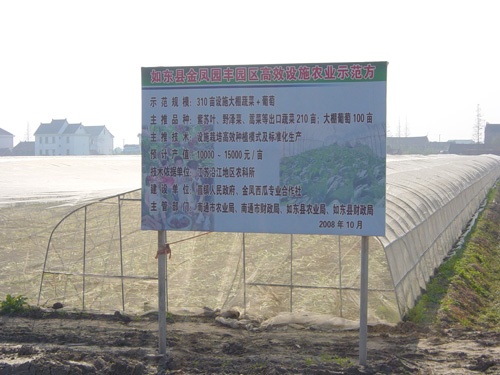 如东县金凤园丰园区高效设施农业示范方
示范规模：310亩设施大棚蔬菜+葡萄
主推品种：紫苏叶、野泽菜、菰菜等出口蔬菜210亩；大棚葡萄100亩
主推技术：设施栽培高效种植模式及标准化生产
预计产值：10000-15000元/亩
技术依据单位：江苏沿江地区农科所
建设单位：镇人民政府、金凤西瓜专业合作社
主管部门：南通市农业局、南通市财政局、如东县农业局、如东县财政局
2008年10月